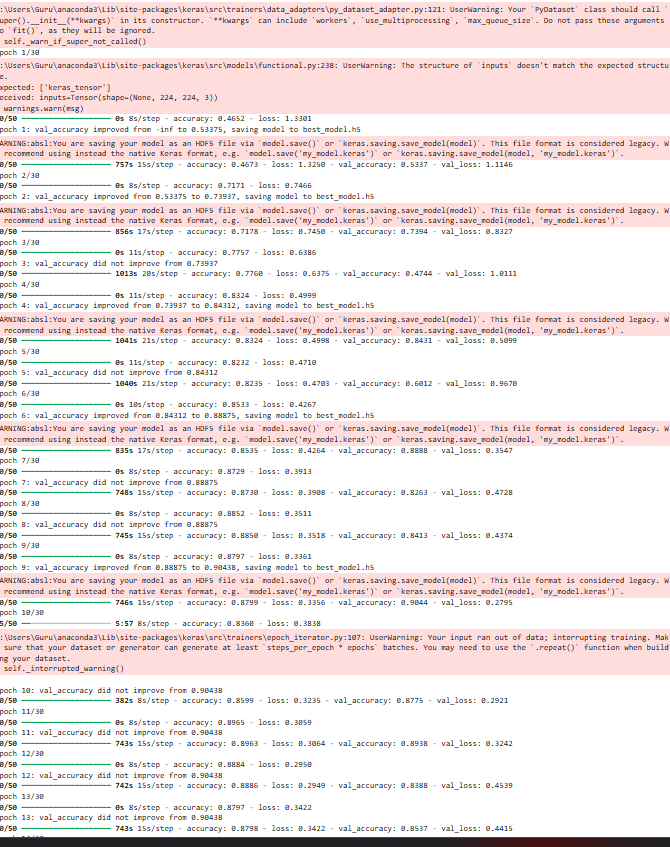 :\Users\Guru\anaconda3\Lib\site-packages\keras\src\trainers\data_adapters\py_dataset_adapter.py:121: UserWarning: Your `PyDataset` class should call `
uper().__init__(**kwargs)` in its constructor. `**kwargs` can include `workers`, `use_multiprocessing`, `max_queue_size`. Do not pass these arguments
o `fit()`, as they will be ignored.
self._warn_if_super_not_called()
poch 1/30
:\Users\Guru\anaconda3\Lib\site-packages\keras\src\models\functional.py:238: UserWarning: The structure of `inputs` doesn't match the expected structu
e.
xpected: ['keras_tensor']
eceived: inputs=Tensor(shape=(None, 224, 224, 3))
warnings.warn(msg)
0/50 0s 8s/step - accuracy: 0.4652 - loss: 1.3301
poch 1: val_accuracy improved from -inf to 0.53375, saving model to best_model.h5
ARNING:absl:You are saving your model as an HDF5 file via `model.save()` or `keras.saving.save_model(model)`. This file format is considered legacy. W
recommend using instead the native Keras format, e.g. `model.save('my_model.keras')` or `keras.saving.save_model(model, 'my_model.keras')`.
0/50 757s 15s/step - accuracy: 0.4673 - loss: 1.3250 - val_accuracy: 0.5337 - val_loss: 1.1146
poch 2/30
0/50 0s 8s/step - accuracy: 0.7171 - loss: 0.7466
poch 2: val_accuracy improved from 0.53375 to 0.73937, saving model to best_model.h5
ARNING:absl:You are saving your model as an HDF5 file via `model.save()` or `keras.saving.save_model(model)`. This file format is considered legacy. W
recommend using instead the native Keras format, e.g. `model.save('my_model.keras')` or `keras.saving.save_model(model, 'my_model.keras')`.
0/50 856s 17s/step - accuracy: 0.7178 - loss: 0.7450 - val_accuracy: 0.7394 - val_loss: 0.8327
poch 3/30
0/50 0s 11s/step - accuracy: 0.7757 - loss: 0.6386
poch 3: val_accuracy did not improve from 0.73937
0/50 1013s 20s/step - accuracy: 0.7760 - loss: 0.6375 - val_accuracy: 0.4744 - val_loss: 1.0111
poch 4/30
0/50 0s 11s/step - accuracy: 0.8324 - loss: 0.4999
poch 4: val_accuracy improved from 0.73937 to 0.84312, saving model to best_model.h5
ARNING:absl:You are saving your model as an HDF5 file via `model.save()` or `keras.saving.save_model(model)`. This file format is considered legacy. W
recommend using instead the native Keras format, e.g. `model.save('my_model.keras')` or `keras.saving.save_model(model, 'my_model.keras')`.
0/50 1041s 21s/step - accuracy: 0.8324 - loss: 0.4998 - val_accuracy: 0.8431 - val_loss: 0.5099
poch 5/30
0/50 0s 11s/step - accuracy: 0.8232 - loss: 0.4710
poch 5: val_accuracy did not improve from 0.84312
0/50 1040s 21s/step - accuracy: 0.8235 - loss: 0.4703 - val_accuracy: 0.6012 - val_loss: 0.9670
poch 6/30
0/50 0s 10s/step - accuracy: 0.8533 - loss: 0.4267
poch 6: val_accuracy improved from 0.84312 to 0.88875, saving model to best_model.h5
ARNING:absl:You are saving your model as an HDF5 file via `model.save()` or `keras.saving.save_model(model)`. This file format is considered legacy. W
recommend using instead the native Keras format, e.g. `model.save('my_model.keras')` or `keras.saving.save_model(model, 'my_model.keras')`.
0/50 835s 17s/step - accuracy: 0.8535 - loss: 0.4264 - val_accuracy: 0.8888 - val_loss: 0.3547
poch 7/30
0/50 0s 8s/step - accuracy: 0.8729 - loss: 0.3913
poch 7: val_accuracy did not improve from 0.88875
0/50 748s 15s/step - accuracy: 0.8730 - loss: 0.3908 - val_accuracy: 0.8263 - val_loss: 0.4728
poch 8/30
0/50 0s 8s/step - accuracy: 0.8852 - loss: 0.3511
poch 8: val_accuracy did not improve from 0.88875
0/50 745s 15s/step - accuracy: 0.8850 - loss: 0.3518 - val_accuracy: 0.8413 - val_loss: 0.4374
poch 9/30
0/50 0s 8s/step - accuracy: 0.8797 - loss: 0.3361
poch 9: val_accuracy improved from 0.88875 to 0.90438, saving model to best_model.h5
ARNING:absl:You are saving your model as an HDF5 file via `model.save()` or `keras.saving.save_model(model)`. This file format is considered legacy. W
recommend using instead the native Keras format, e.g. `model.save('my_model.keras')` or `keras.saving.save_model(model, 'my_model.keras')`.
0/50 746s 15s/step - accuracy: 0.8799 - loss: 0.3356 - val_accuracy: 0.9044 - val_loss: 0.2795
poch 10/30
5/50 5:57 8s/step - accuracy: 0.8360 - loss: 0.3838
:\Users\Guru\anaconda3\Lib\site-packages\keras\src\trainers\epoch_iterator.py:107: UserWarning: Your input ran out of data; interrupting training. Mak
sure that your dataset or generator can generate at least `steps_per_epoch * epochs` batches. You may need to use the `.repeat()` function when build
ng your dataset.
self._interrupted_warning()
poch 10: val_accuracy did not improve from 0.90438
0/50 382s 8s/step - accuracy: 0.8599 - loss: 0.3235 - val_accuracy: 0.8775 - val_loss: 0.2921
poch 11/30
0/50 0s 8s/step - accuracy: 0.8965 - loss: 0.3059
poch 11: val_accuracy did not improve from 0.90438
0/50 743s 15s/step - accuracy: 0.8963 - loss: 0.3064 - val_accuracy: 0.8938 - val_loss: 0.3242
poch 12/30
0/50 0s 8s/step - accuracy: 0.8884 - loss: 0.2950
poch 12: val_accuracy did not improve from 0.90438
0/50 742s 15s/step - accuracy: 0.8886 - loss: 0.2949 - val_accuracy: 0.8388 - val_loss: 0.4539
poch 13/30
0/50 0s 8s/step - accuracy: 0.8797 - loss: 0.3422
poch 13: val_accuracy did not improve from 0.90438
0/50 743s 15s/step - accuracy: 0.8798 - loss: 0.3422 - val_accuracy: 0.8537 - val_loss: 0.4415